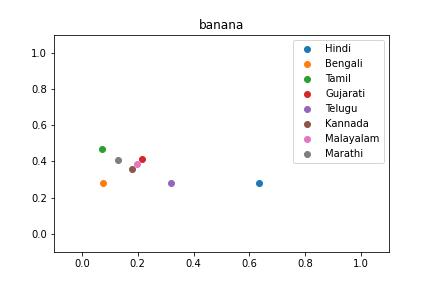 banana
1.0
0.8
0.6
0.4
0.2
0.0
0.0 0.2 0.4 0.6 0.8 1.0
Hindi
Bengali
Tamil
Gujarati
Telugu
Kannada
Malayalam
Marathi